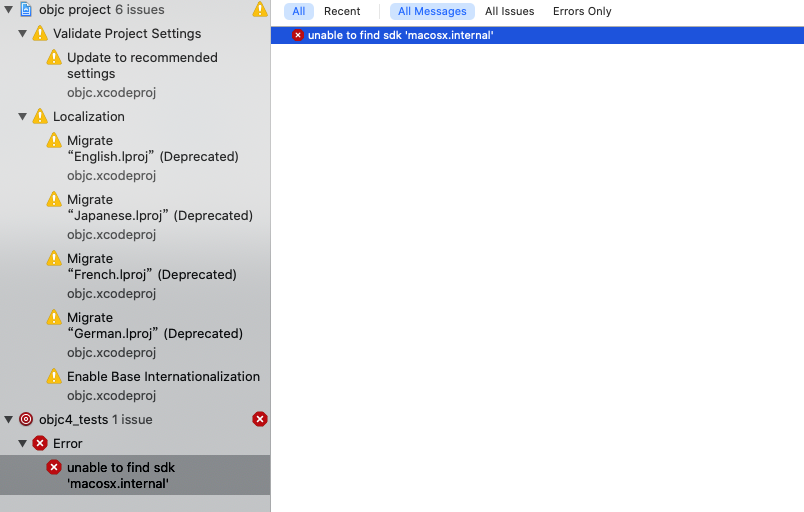 objc project 6 issues
Validate Project Settings
Update to recommended
settings
objc.xcodeproj
Localization
Migrate
“English.lproj” (Deprecated)
objc.xcodeproj
Migrate
“Japanese.lproj” (Deprecated)
objc.xcodeproj
Migrate
“French.lproj” (Deprecated)
objc.xcodeproj
Migrate
“German.lproj” (Deprecated)
objc.xcodeproj
Enable Base Internationalization
objc.xcodeproj
objc4_tests 1 issue
Error
unable to find sdk
'macosx.internal'
All Recent All Messages All Issues Errors Only
unable to find sdk 'macosx.internal'